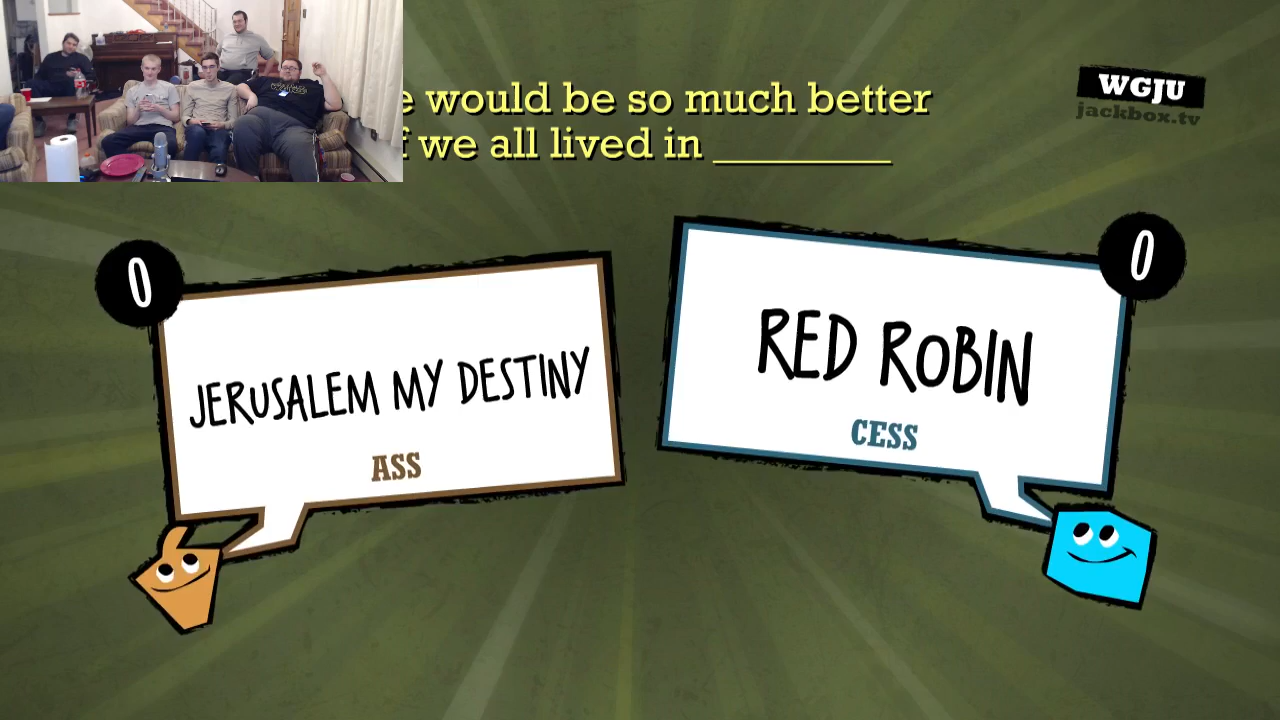 e would be so much better
f we all lived in ________
WGJU
jackbox.tv
0
0
JERUSALEM MY DESTINY
ASS
RED ROBIN
CESS